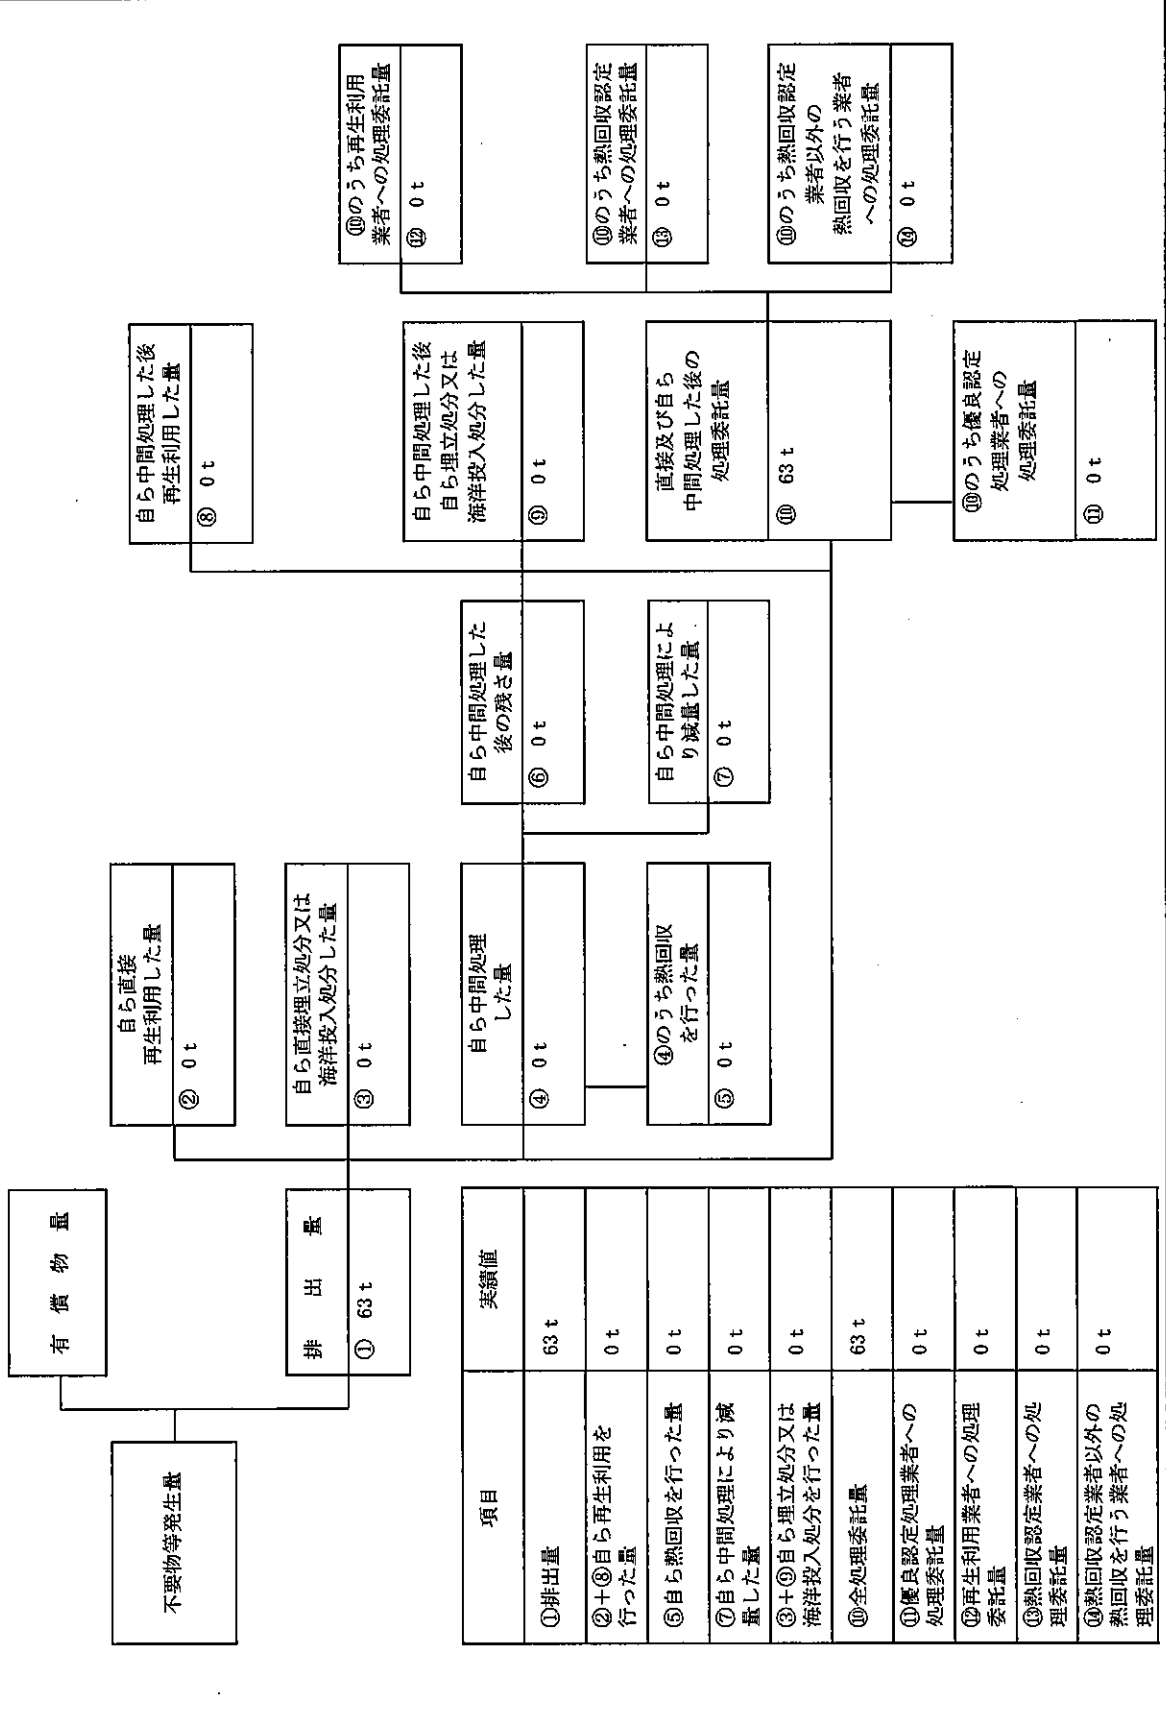 不要物等発生量
有償物量
排出量
① 63 t
自ら直接
再生利用した量
② 0 t
自ら直接埋立処分又は
海洋投入処分した量
③ 0 t
自ら中間処理
した量
④ 0 t
④のうち熱回収
を行った量
⑤ 0 t
自ら中間処理した
後の残さ量
⑥ 0 t
自ら中間処理によ
り減量した量
⑦ 0 t
自ら中間処理した後
再生利用した量
⑧ 0 t
自ら中間処理した後
自ら埋立処分又は
海洋投入処分した量
⑨ 0 t
直接及び自ら
中間処理した後の
処理委託量
⑩ 63 t
⑩のうち優良認定
処理業者への
処理委託量
⑪ 0 t
⑩のうち再生利用
業者への処理委託量
⑫ 0 t
⑩のうち熱回収認定
業者への処理委託量
⑬ 0 t
⑩のうち熱回収認定
業者以外の
熱回収を行う業者
への処理委託量
⑭ 0 t
項目 実績値
①排出量 63 t
②+⑧自ら再生利用を
行った量 0 t
⑤自ら熱回収を行った量 0 t
⑦自ら中間処理により減
量した量 0 t
③+⑨自ら埋立処分又は
海洋投入処分を行った量 0 t
⑩全処理委託量 63 t
⑪優良認定処理業者への
処理委託量 0 t
⑫再生利用業者への処理
委託量 0 t
⑬熱回収認定業者への処
理委託量 0 t
⑭熱回収認定業者以外の
熱回収を行う業者への処
理委託量 0 t